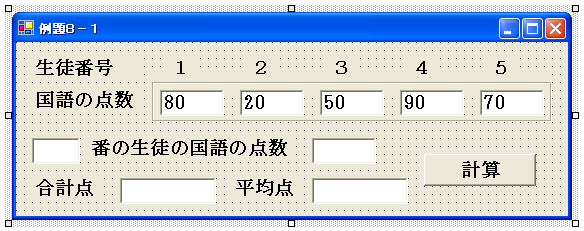 例題8－1
生徒番号 1 2 3 4 5
国語の点数 80 20 50 90 70
番の生徒の国語の点数
計算
合計点 平均点